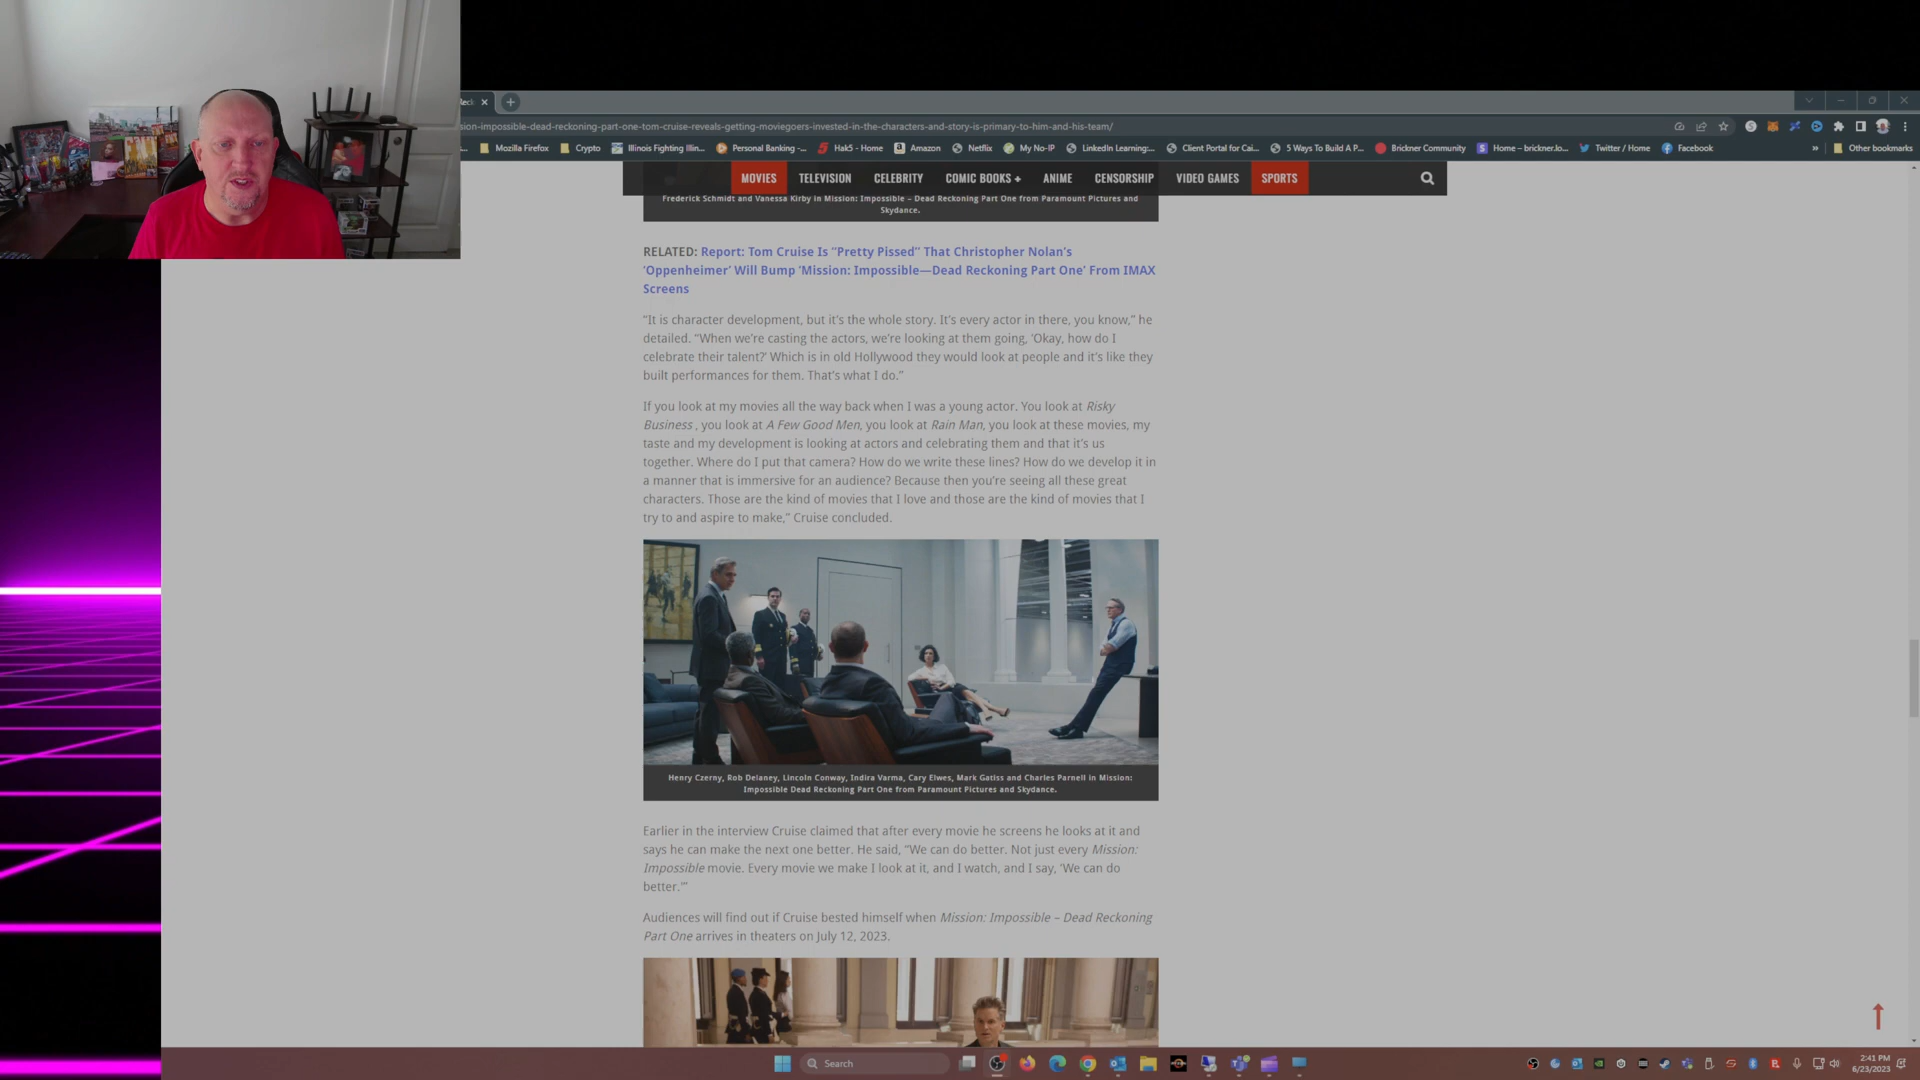 leck
sion-impossible-dead-reckoning-part-one-tom-cruise-reveals-getting-moviegoers-invested-in-the-characters-and-story-is-primary-to-him-and-his-team/
Mozilla Firefox Crypto Illinois Fighting Illin... Personal Banking -... Hak5 - Home Amazon Netflix My No-IP LinkedIn Learning:... Client Portal for Cai... 5 Ways To Build A P... Brickner Community Home – brickner.lo... Twitter / Home Facebook » Other bookmarks
MOVIES TELEVISION CELEBRITY COMIC BOOKS + ANIME CENSORSHIP VIDEO GAMES SPORTS
Frederick Schmidt and Vanessa Kirby in Mission: Impossible – Dead Reckoning Part One from Paramount Pictures and
Skydance.
RELATED: Report: Tom Cruise Is “Pretty Pissed” That Christopher Nolan’s
‘Oppenheimer’ Will Bump ‘Mission: Impossible—Dead Reckoning Part One’ From IMAX
Screens
“It is character development, but it’s the whole story. It’s every actor in there, you know,” he
detailed. “When we’re casting the actors, we’re looking at them going, ‘Okay, how do I
celebrate their talent?’ Which is in old Hollywood they would look at people and it’s like they
built performances for them. That’s what I do.”
If you look at my movies all the way back when I was a young actor. You look at Risky
Business , you look at A Few Good Men, you look at Rain Man, you look at these movies, my
taste and my development is looking at actors and celebrating them and that it’s us
together. Where do I put that camera? How do we write these lines? How do we develop it in
a manner that is immersive for an audience? Because then you’re seeing all these great
characters. Those are the kind of movies that I love and those are the kind of movies that I
try to and aspire to make,” Cruise concluded.
Henry Czerny, Rob Delaney, Lincoln Conway, Indira Varma, Cary Elwes, Mark Gatiss and Charles Parnell in Mission:
Impossible Dead Reckoning Part One from Paramount Pictures and Skydance.
Earlier in the interview Cruise claimed that after every movie he screens he looks at it and
says he can make the next one better. He said, “We can do better. Not just every Mission:
Impossible movie. Every movie we make I look at it, and I watch, and I say, ‘We can do
better.’”
Audiences will find out if Cruise bested himself when Mission: Impossible – Dead Reckoning
Part One arrives in theaters on July 12, 2023.
Search
2:41 PM
6/23/2023